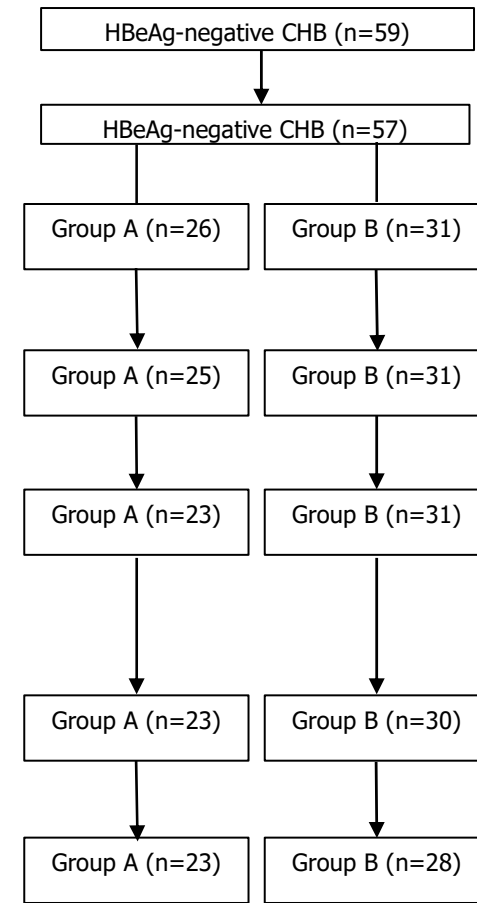 HBeAg-negative CHB (n=59)
HBeAg-negative CHB (n=57)
Group A (n=26)
Group B (n=31)
Group A (n=25)
Group B (n=31)
Group A (n=23)
Group B (n=31)
Group A (n=23)
Group B (n=30)
Group A (n=23)
Group B (n=28)